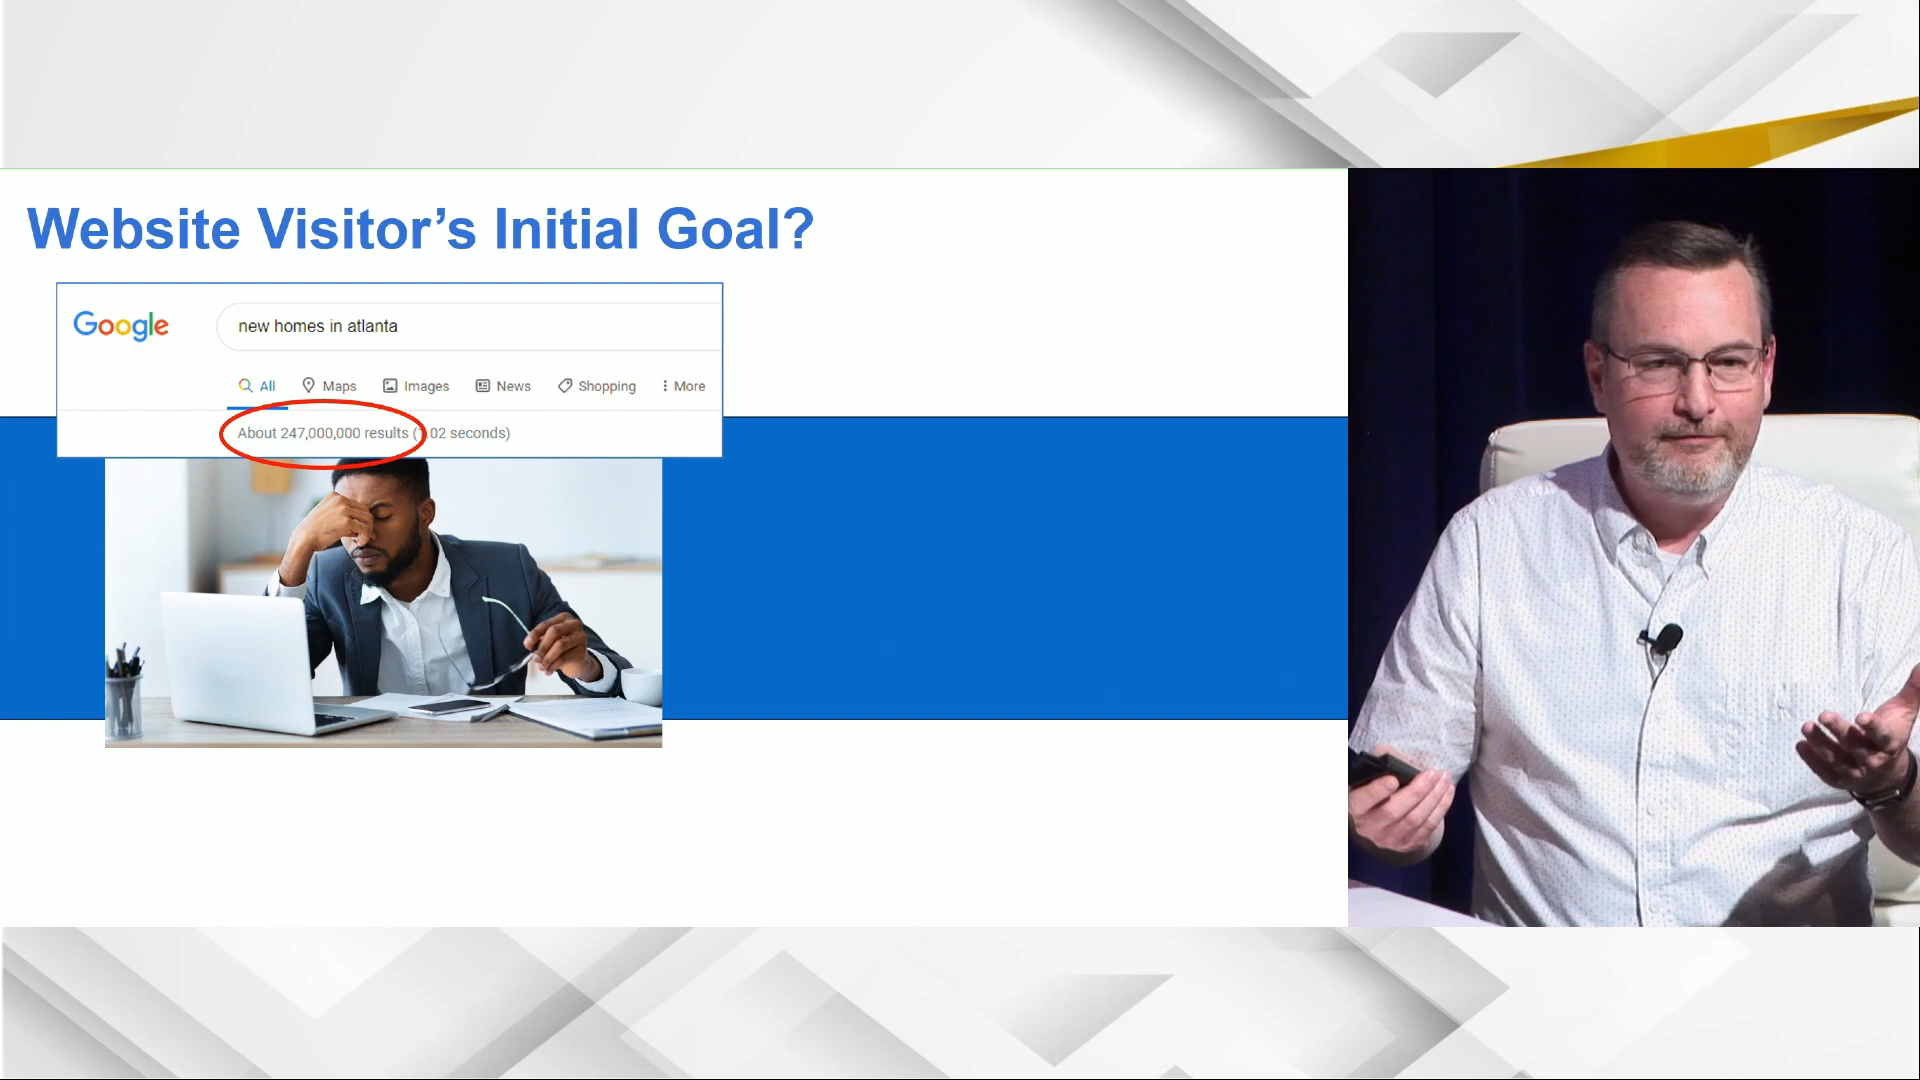 Website Visitor's Initial Goal?
Google
new homes in atlanta
All Maps Images News Shopping More
About 247,000,000 results (1.02 seconds)